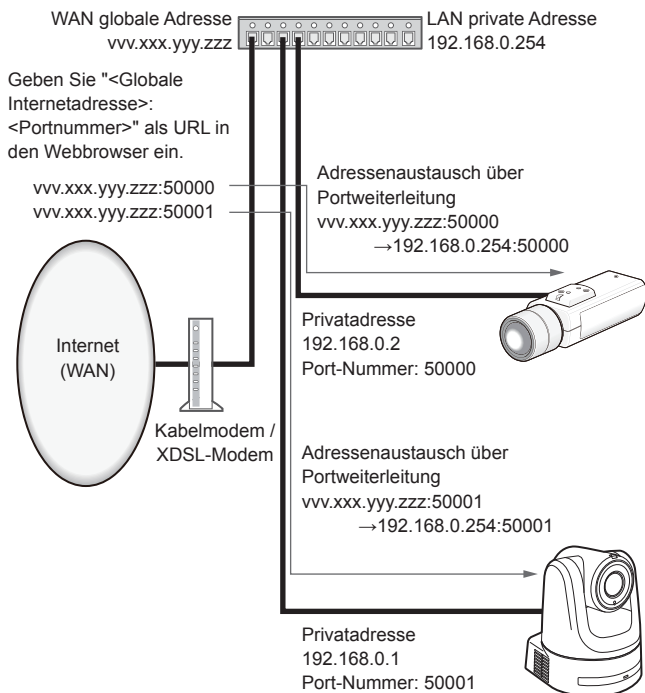 WAN globale Adresse
vvv.xxx.yyy.zzz
LAN private Adresse
192.168.0.254
Geben Sie "<Globale
Internetadresse>:
<Portnummer>" als URL in
den Webbrowser ein.
vvv.xxx.yyy.zzz:50000
vvv.xxx.yyy.zzz:50001
Adressenaustausch über
Portweiterleitung
vvv.xxx.yyy.zzz:50000
→192.168.0.254:50000
Privatadresse
192.168.0.2
Port-Nummer: 50000
Internet
(WAN)
Kabelmodem /
XDSL-Modem
Adressenaustausch über
Portweiterleitung
vvv.xxx.yyy.zzz:50001
→192.168.0.254:50001
Privatadresse
192.168.0.1
Port-Nummer: 50001